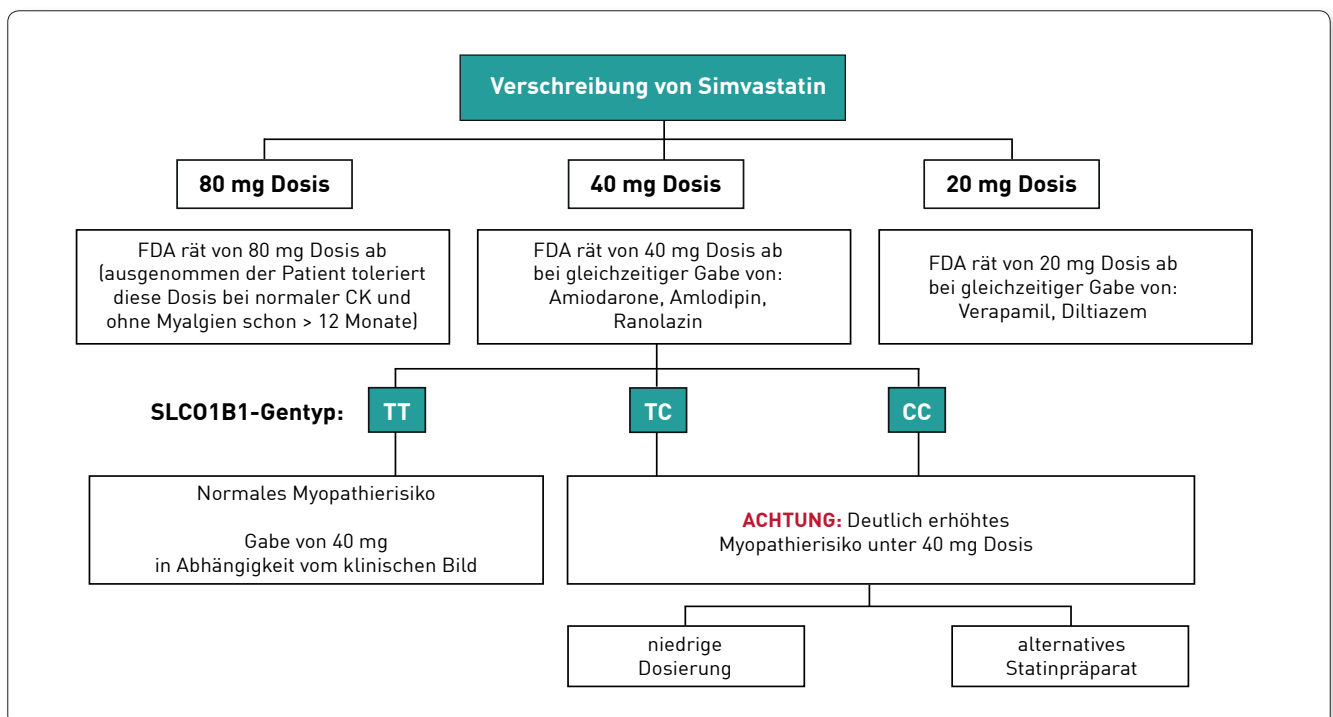 Verschreibung von Simvastatin
80 mg Dosis
40 mg Dosis
20 mg Dosis
FDA rät von 80 mg Dosis ab
(ausgenommen der Patient toleriert
diese Dosis bei normaler CK und
ohne Myalgien schon > 12 Monate)
FDA rät von 40 mg Dosis ab
bei gleichzeitiger Gabe von:
Amiodarone, Amlodipin,
Ranolazin
FDA rät von 20 mg Dosis ab
bei gleichzeitiger Gabe von:
Verapamil, Diltiazem
SLCO1B1-Gentyp:
TT
TC
CC
Normales Myopathierisiko
Gabe von 40 mg
in Abhängigkeit vom klinischen Bild
ACHTUNG: Deutlich erhöhtes
Myopathierisiko unter 40 mg Dosis
niedrige
Dosierung
alternatives
Statinpräparat